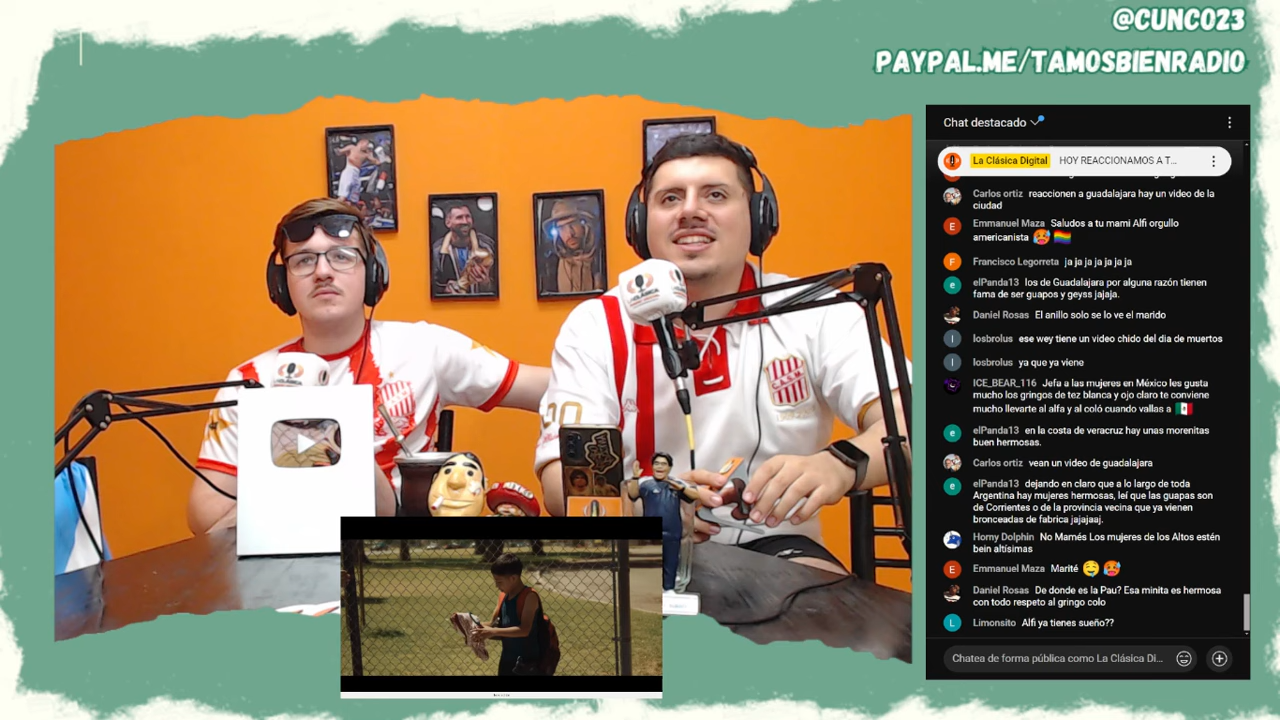 @CUNCO23
PAYPAL.ME/TAMOSBIENRADIO
Chat destacado
La Clásica Digital HOY REACCIONAMOS A T...
Carlos ortiz reaccionen a guadalajara hay un video de la
ciudad
Emmanuel Maza Saludos a tu mami Alfi orgullo
americanista
Francisco Legorreta ja ja ja ja ja ja ja
elPanda13 los de Guadalajara por alguna razón tienen
fama de ser guapos y geyss jajaja.
Daniel Rosas El anillo solo se lo ve el marido
losbrolus ese wey tiene un video chido del dia de muertos
losbrolus ya que ya viene
ICE_BEAR_116 Jefa a las mujeres en México les gusta
mucho los gringos de tez blanca y ojo claro te conviene
mucho llevarte al alfa y al coló cuando vallas a
elPanda13 en la costa de veracruz hay unas morenitas
buen hermosas.
Carlos ortiz vean un video de guadalajara
elPanda13 dejando en claro que a lo largo de toda
Argentina hay mujeres hermosas, leí que las guapas son
de Corrientes o de la provincia vecina que ya vienen
bronceadas de fabrica jajajaaj.
Horny Dolphin No Mamés Los mujeres de los Altos estén
bein altísimas
Emmanuel Maza Marité
Daniel Rosas De donde es la Pau? Esa minita es hermosa
con todo respeto al gringo colo
Limonsito Alfi ya tienes sueño??
Chatea de forma pública como La Clásica Di...